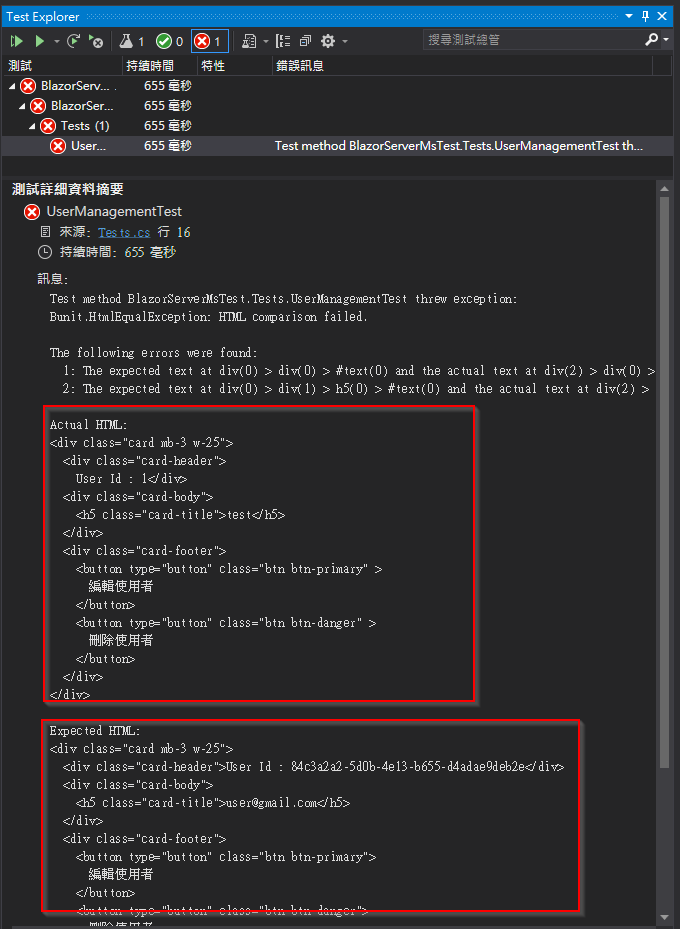 Test Explorer
1 0 1 搜尋測試總管
測試 持續時間 特性 錯誤訊息
BlazorServ... . 655 毫秒
BlazorSer... 655 毫秒
Tests (1) 655 毫秒
User... 655 毫秒 Test method BlazorServerMsTest.Tests.UserManagementTest th...
測試詳細資料摘要
UserManagementTest
來源: Tests.cs 行 16
持續時間: 655 毫秒
訊息:
Test method BlazorServerMsTest.Tests.UserManagementTest threw exception:
Bunit.HtmlEqualException: HTML comparison failed.
The following errors were found:
1: The expected text at div(0) > div(0) > #text(0) and the actual text at div(2) > div(0) >
2: The expected text at div(0) > div(1) > h5(0) > #text(0) and the actual text at div(2) >
Actual HTML:
<div class="card mb-3 w-25">
<div class="card-header">
User Id : 1</div>
<div class="card-body">
<h5 class="card-title">test</h5>
</div>
<div class="card-footer">
<button type="button" class="btn btn-primary" >
編輯使用者
</button>
<button type="button" class="btn btn-danger" >
刪除使用者
</button>
</div>
</div>
Expected HTML:
<div class="card mb-3 w-25">
<div class="card-header">User Id : 84c3a2a2-5d0b-4e13-b655-d4adae9deb2e</div>
<div class="card-body">
<h5 class="card-title">user@gmail.com</h5>
</div>
<div class="card-footer">
<button type="button" class="btn btn-primary">
編輯使用者
</button>
<button type="button" class="btn btn-danger">
刪除使用者